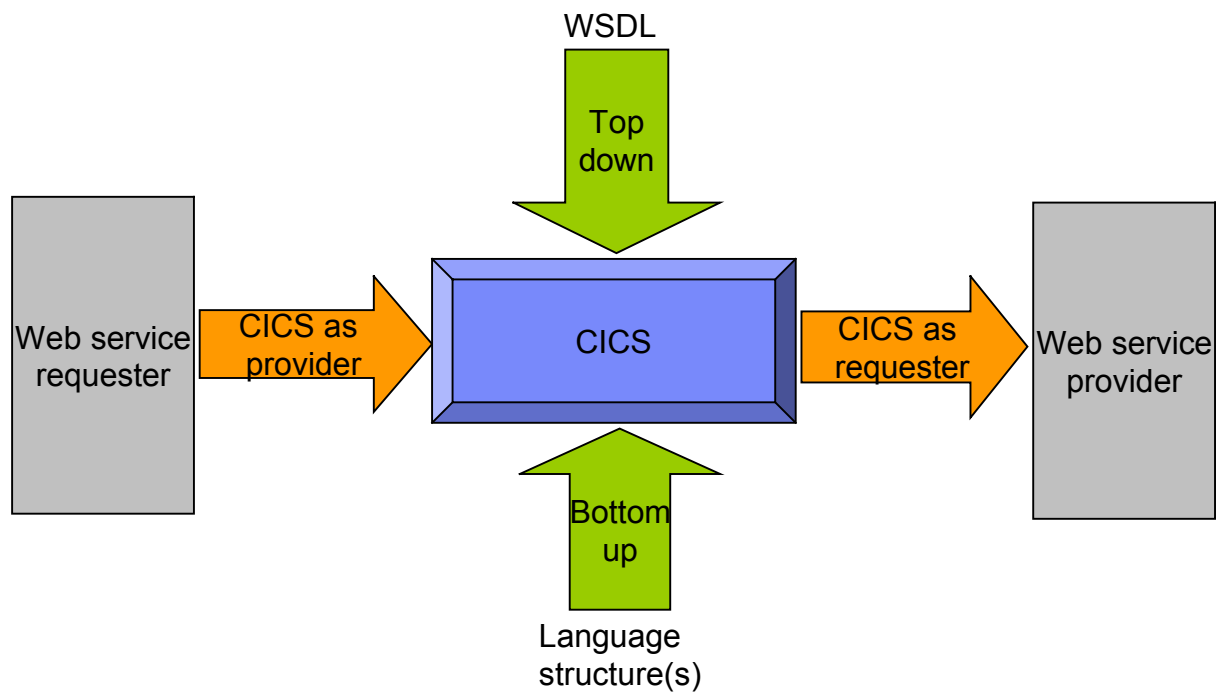 WSDL
Top
down
Web service
requester
CICS as
provider
CICS
CICS as
requester
Web service
provider
Bottom
up
Language
structure(s)